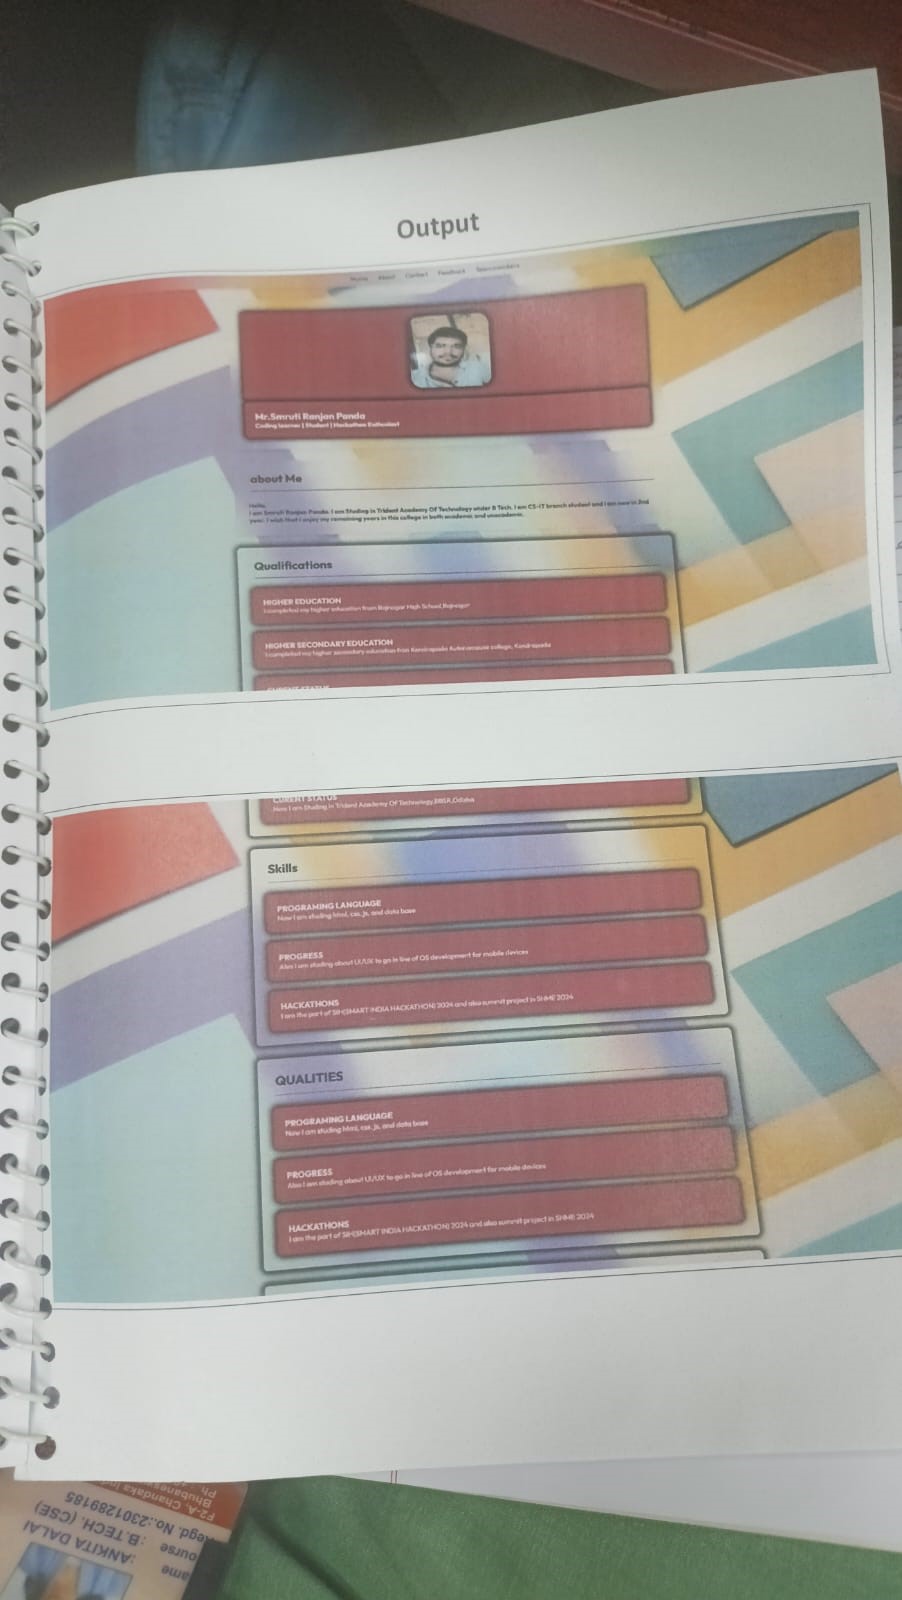 Output
Home About Contact Feedback
Mr.Smruti Ranjan Panda
Coding learner | Student | Hackathon Enthusiast
about Me
Hello,
I am Smruti Ranjan Panda. I am Studing in Trident Academy Of Technology under B Tech. I am CS-IT branch student and I am now in 2nd
year. I wish that I enjoy my remaining years in this college in both academic and unacademic.
Qualifications
HIGHER EDUCATION
I completed my higher education from Rajnagar High School,Rajnagar
HIGHER SECONDARY EDUCATION
I completed my higher secondary education from Kendrapada Autonomouse college, Kendrapada
CURRENT STATUS
CURRENT STATUS
Now I am Studing in Trident Academy Of Technology,BBSR,Odisha
Skills
PROGRAMING LANGUAGE
Now I am studing html, css, js, and data base
PROGRESS
Also I am studing about UI/UX to go in line of OS development for mobile devices
HACKATHONS
I am the part of SIH(SMART INDIA HACKATHON) 2024 and also summit project in SHME 2024
QUALITIES
PROGRAMING LANGUAGE
Now I am studing html, css, js, and data base
PROGRESS
Also I am studing about UI/UX to go in line of OS development for mobile devices
HACKATHONS
I am the part of SIH(SMART INDIA HACKATHON) 2024 and also summit project in SHME 2024
F2-A, Chandaka Ind
Ph
Regd. No.:2301289185
ourse :B.TECH. (CSE)
ame :ANKITA DALAI